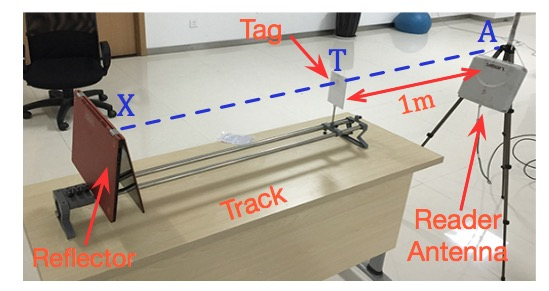 Tag
A
T
X
1m
Track
Reflector
Reader
Antenna